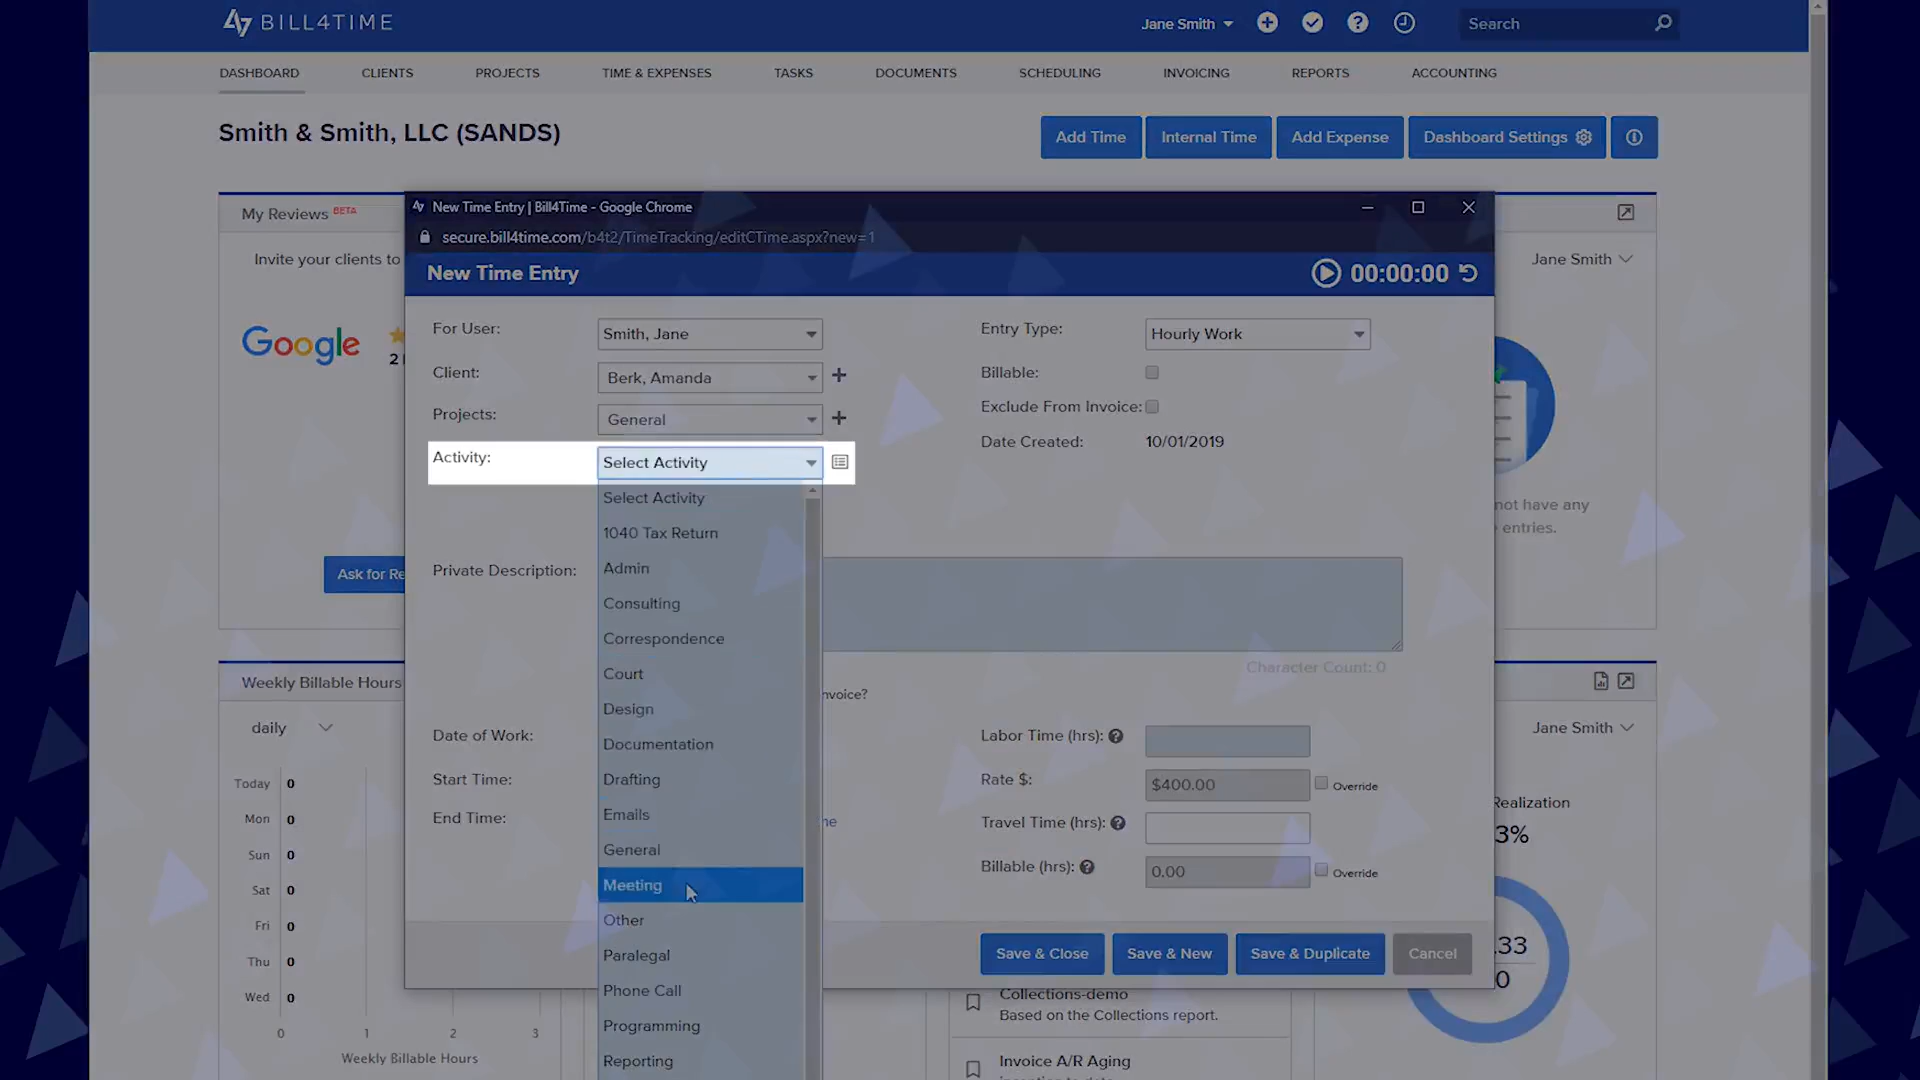 BILL4TIME
Jane Smith
Search
DASHBOARD
CLIENTS
PROJECTS
TIME & EXPENSES
TASKS
DOCUMENTS
SCHEDULING
INVOICING
REPORTS
ACCOUNTING
Smith & Smith, LLC (SANDS)
Add Time
Internal Time
Add Expense
Dashboard Settings
My Reviews BETA
Invite your clients to
Google
2
Ask for Re
New Time Entry | Bill4Time - Google Chrome
secure.bill4time.com/b4t2/TimeTracking/editCTime.aspx?new=1
New Time Entry
00:00:00
For User:
Smith, Jane
Client:
Berk, Amanda
Projects:
General
Activity:
Select Activity
Select Activity
1040 Tax Return
Admin
Consulting
Correspondence
Court
Design
Documentation
Drafting
Emails
General
Meeting
Other
Paralegal
Phone Call
Programming
Reporting
Entry Type:
Hourly Work
Billable:
Exclude From Invoice:
Date Created:
10/01/2019
Private Description:
Character Count: 0
nvoice?
Date of Work:
Start Time:
End Time:
me
Labor Time (hrs):
Rate $:
$400.00
Override
Travel Time (hrs):
Billable (hrs):
0.00
Override
Save & Close
Save & New
Save & Duplicate
Cancel
Jane Smith
not have any
entries.
Weekly Billable Hours
daily
Today 0
Mon 0
Sun 0
Sat 0
Fri 0
Thu 0
Wed 0
0 1 2 3
Weekly Billable Hours
Collections-demo
Based on the Collections report.
Invoice A/R Aging
Jane Smith
Realization
3%
.33
0